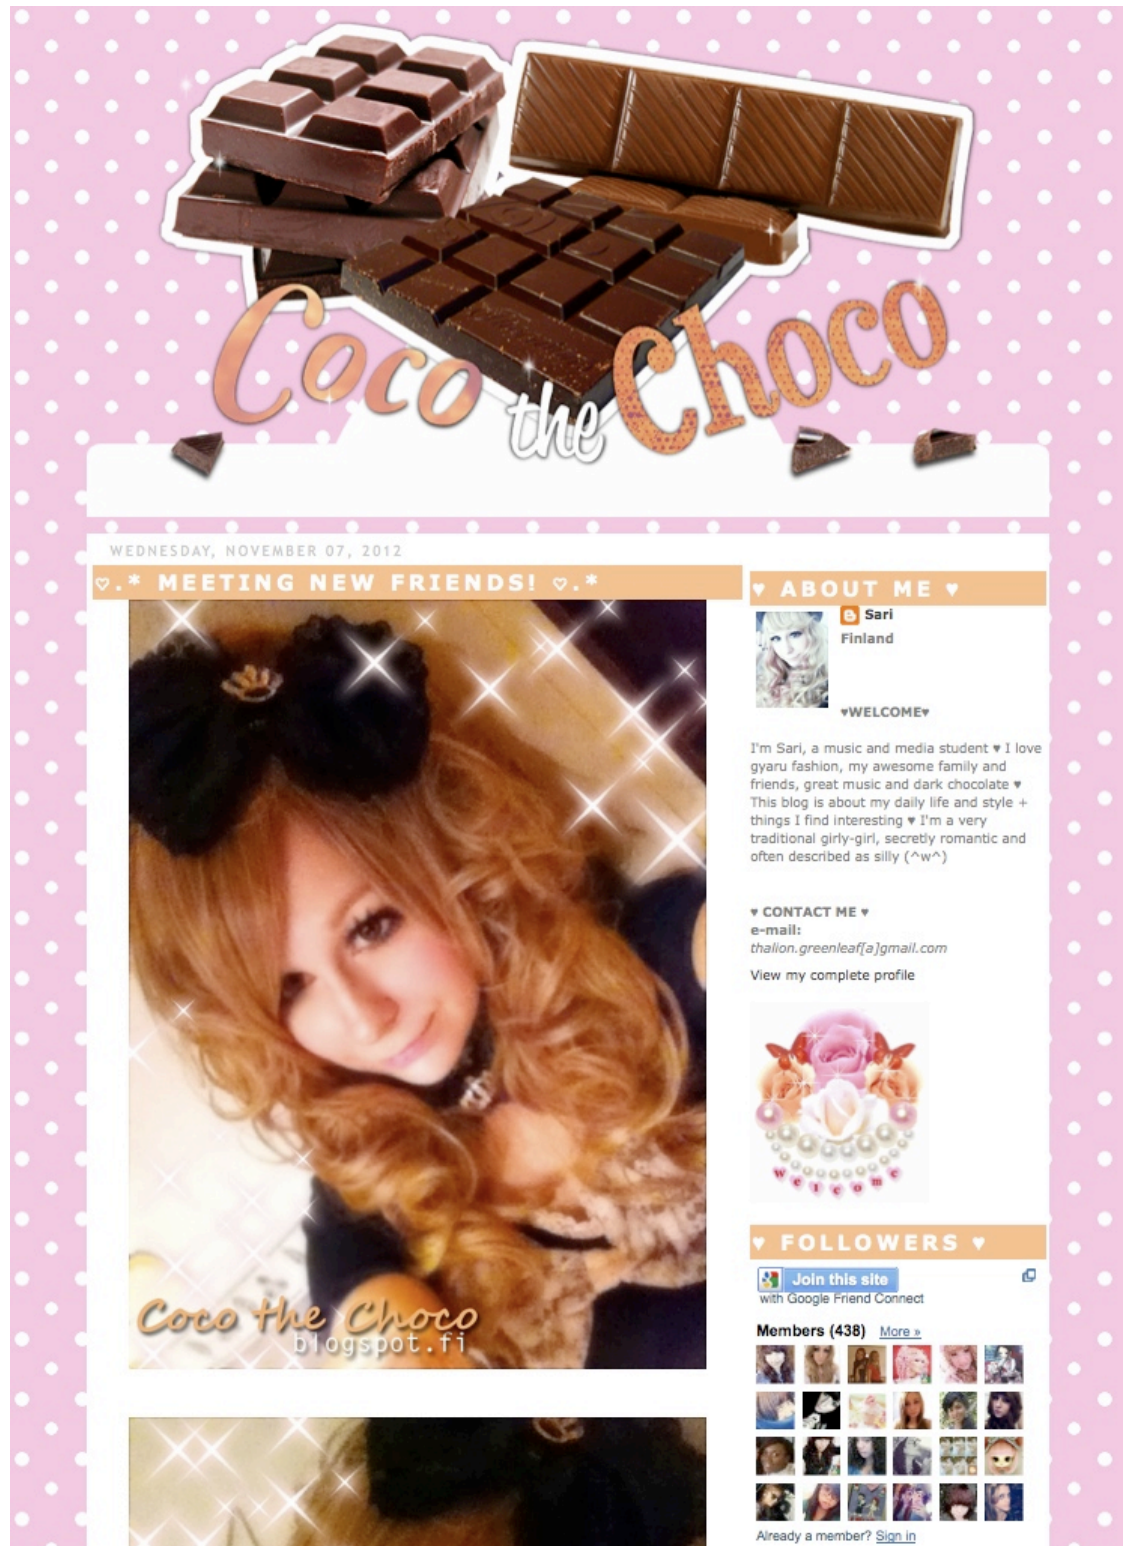 Coco the Choco
WEDNESDAY, NOVEMBER 07, 2012
♡.* MEETING NEW FRIENDS! ♡.*
Coco the Choco
blogspot.fi
♥ ABOUT ME ♥
Sari
Finland
♥WELCOME♥
I'm Sari, a music and media student ♥ I love
gyaru fashion, my awesome family and
friends, great music and dark chocolate ♥
This blog is about my daily life and style +
things I find interesting ♥ I'm a very
traditional girly-girl, secretly romantic and
often described as silly (^w^)
♥ CONTACT ME ♥
e-mail:
thalion.greenleaf[a]gmail.com
View my complete profile
welcome
♥ FOLLOWERS ♥
Join this site
with Google Friend Connect
Members (438) More »
Already a member? Sign in